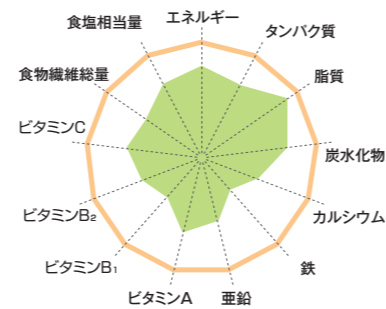 エネルギー
タンパク質
脂質
炭水化物
カルシウム
鉄
亜鉛
ビタミンA
ビタミンB₁
ビタミンB₂
ビタミンC
食物繊維総量
食塩相当量